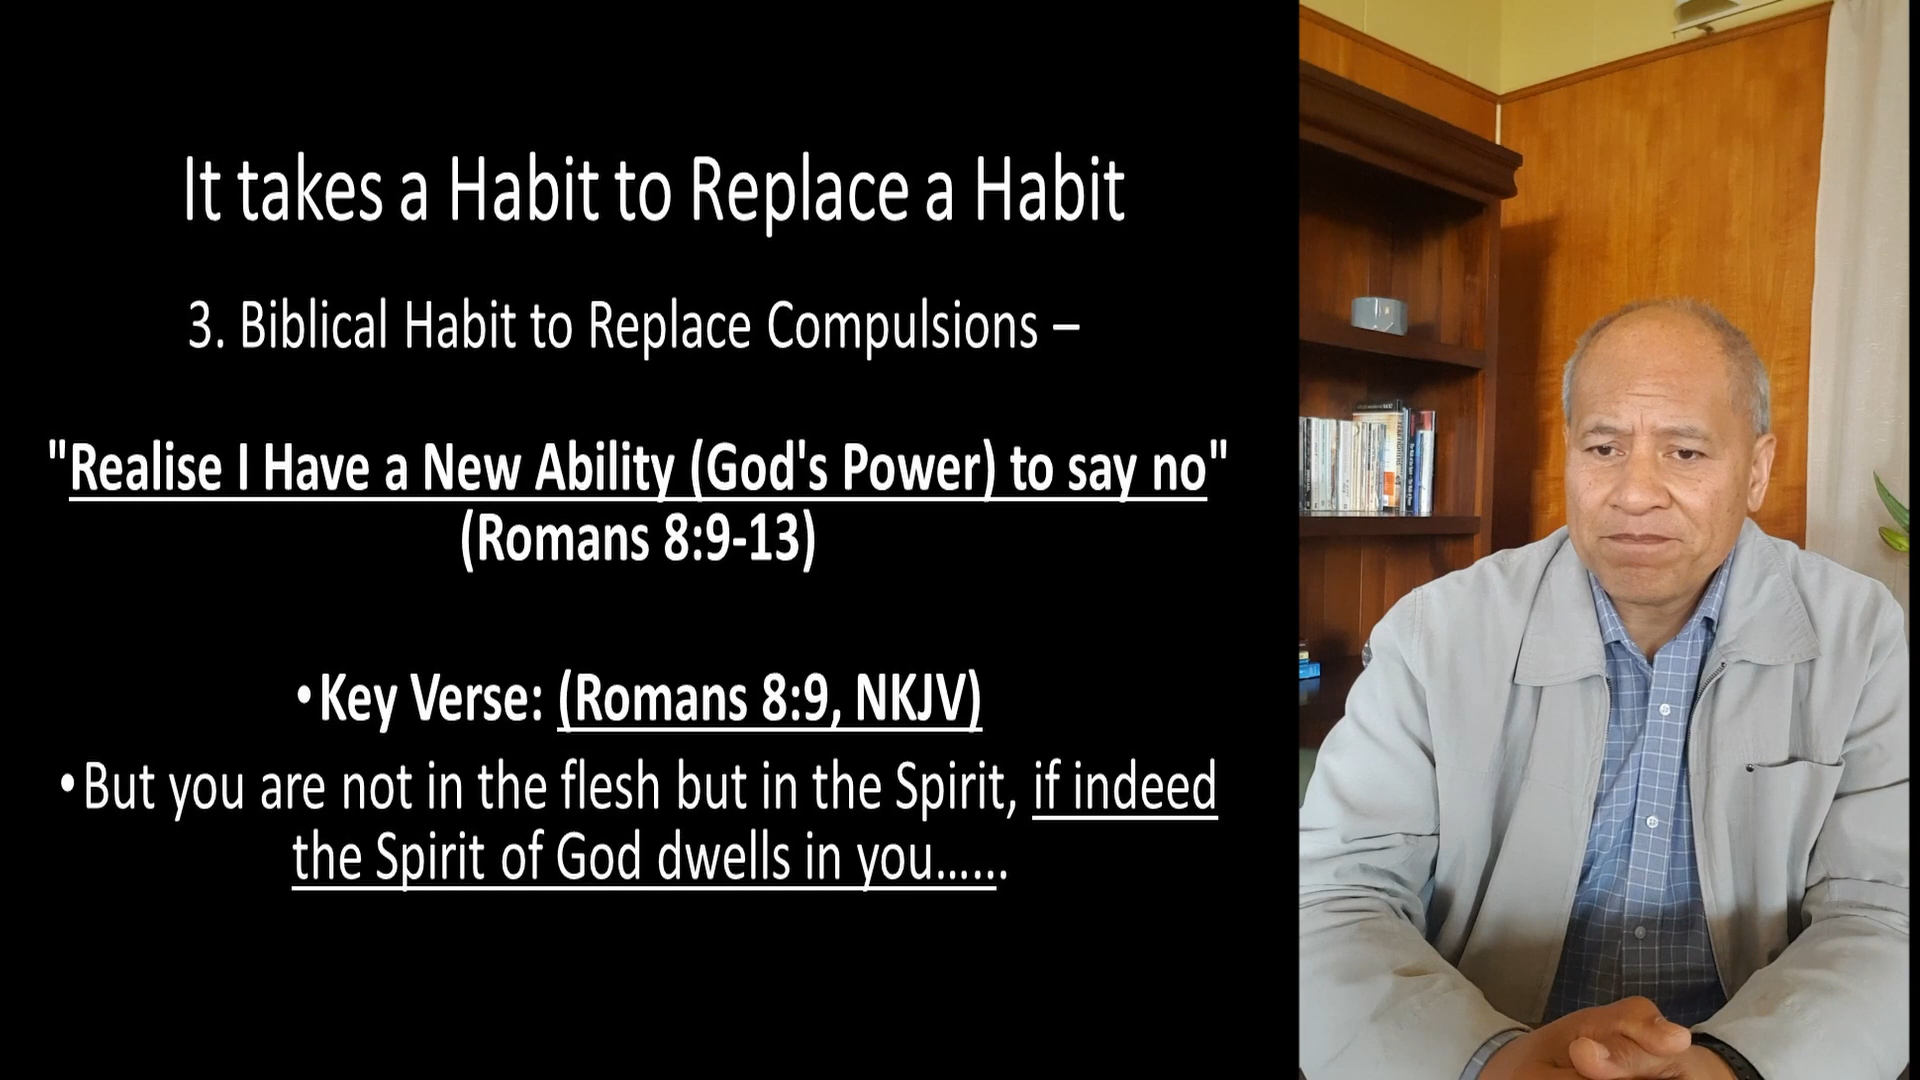 It takes a Habit to Replace a Habit
3. Biblical Habit to Replace Compulsions –
"Realise I Have a New Ability (God's Power) to say no"
(Romans 8:9-13)
•Key Verse: (Romans 8:9, NKJV)
•But you are not in the flesh but in the Spirit, if indeed
the Spirit of God dwells in you......